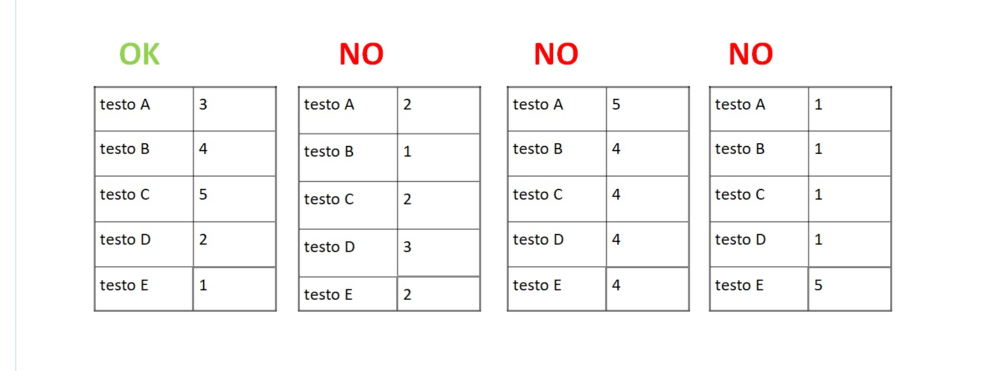 OK NO NO NO
testo A 3 testo A 2 testo A 5 testo A 1
testo B 4 testo B 1 testo B 4 testo B 1
testo C 5 testo C 2 testo C 4 testo C 1
testo D 2 testo D 3 testo D 4 testo D 1
testo E 1 testo E 2 testo E 4 testo E 5